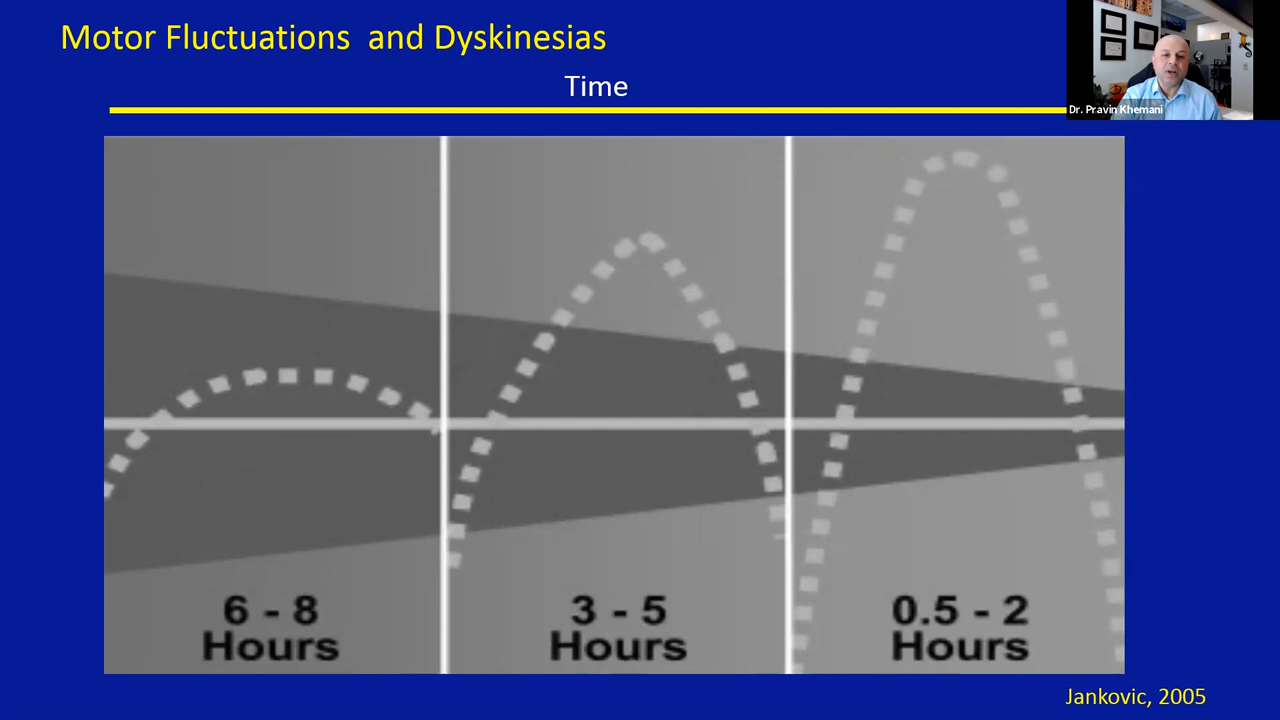 Motor Fluctuations and Dyskinesias
Time
Dr. Pravin Khemani
6 - 8
Hours
3 - 5
Hours
0.5 - 2
Hours
Jankovic, 2005